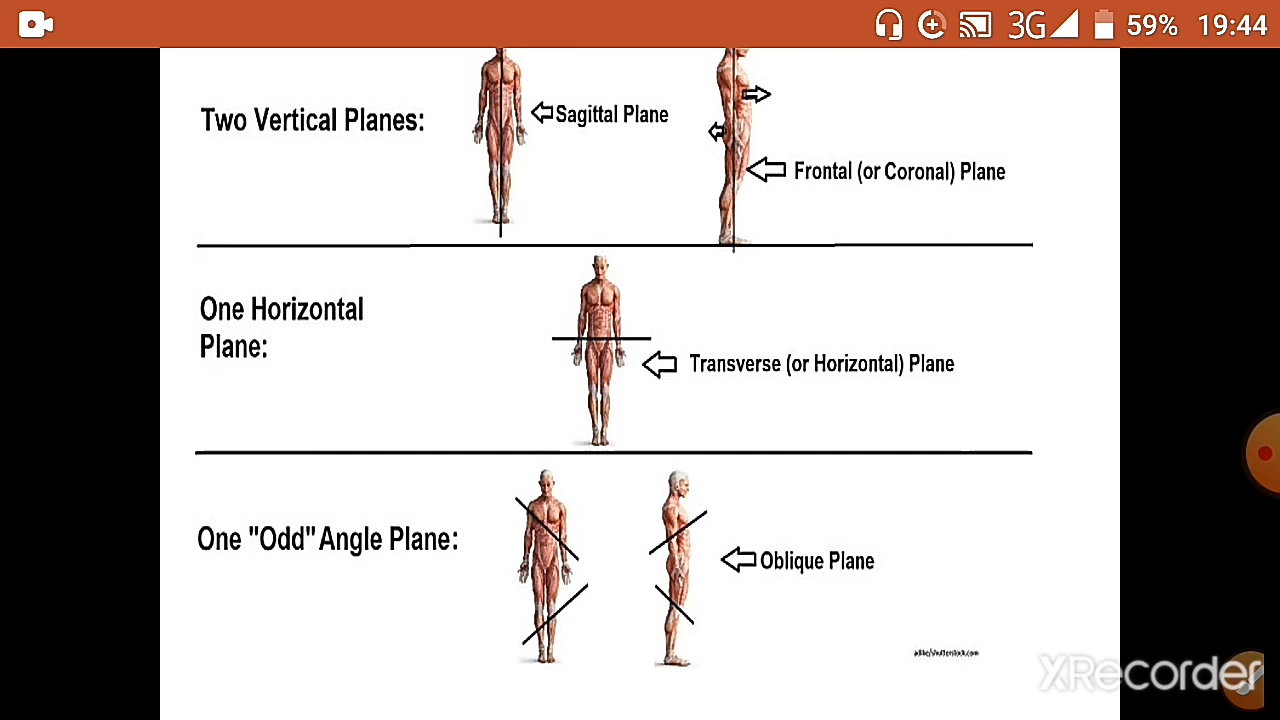 3G 59% 19:44
Two Vertical Planes:
Sagittal Plane
Frontal (or Coronal) Plane
One Horizontal
Plane:
Transverse (or Horizontal) Plane
One "Odd" Angle Plane:
Oblique Plane
XRecorder